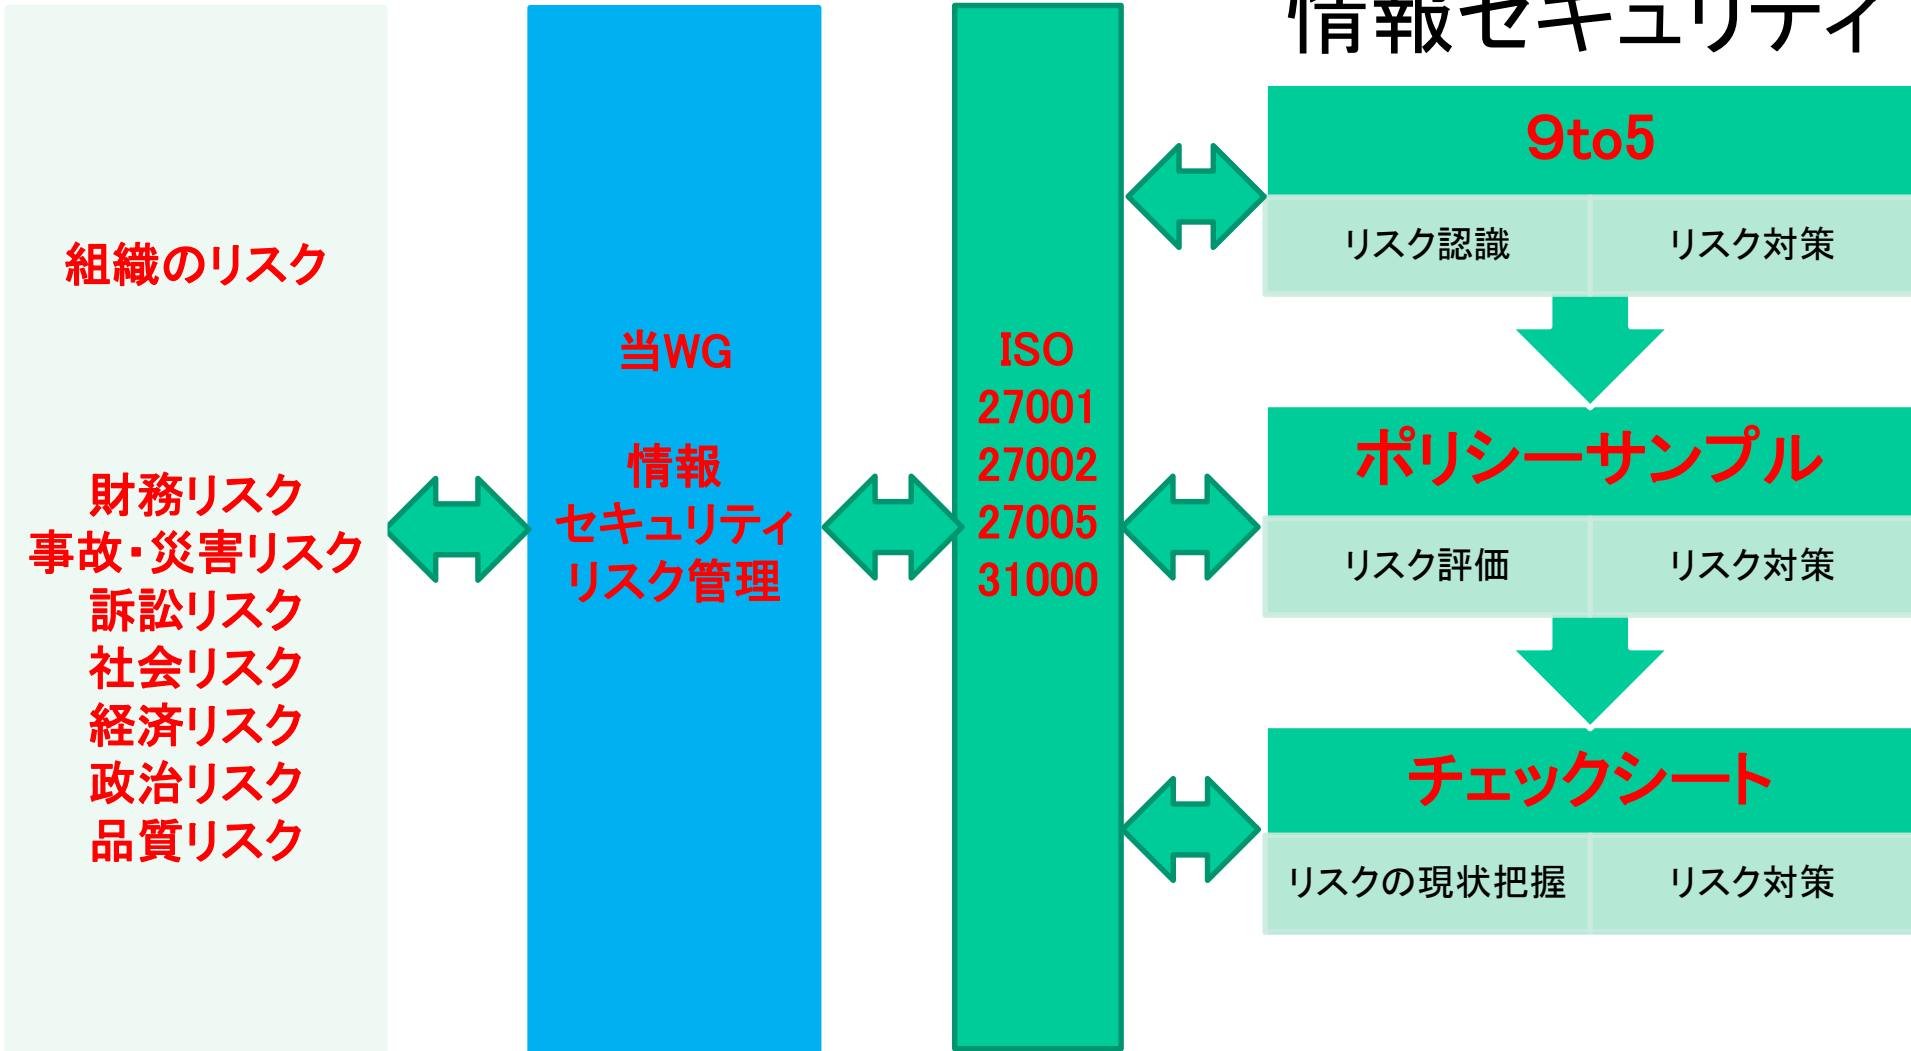 組織のリスク
財務リスク
事故・災害リスク
訴訟リスク
社会リスク
経済リスク
政治リスク
品質リスク
当WG
情報
セキュリティ
リスク管理
ISO
27001
27002
27005
31000
情報セキュリティ
9to5
リスク認識
リスク対策
ポリシーサンプル
リスク評価
リスク対策
チェックシート
リスクの現状把握
リスク対策